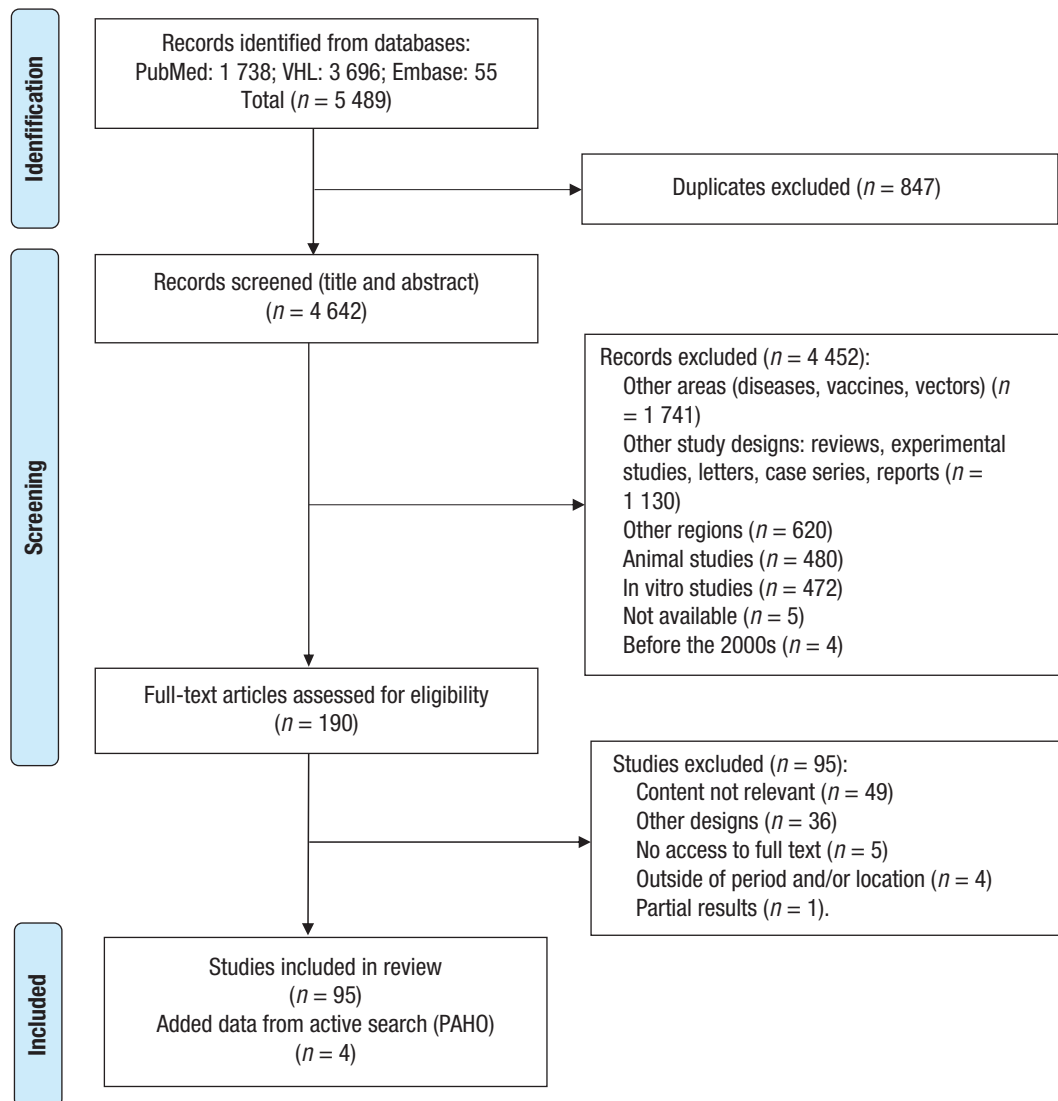 Idenfification
Records identified from databases:
PubMed: 1 738; VHL: 3 696; Embase: 55
Total (n = 5 489)
Duplicates excluded (n = 847)
Screening
Records screened (title and abstract)
(n = 4 642)
Records excluded (n = 4 452):
Other areas (diseases, vaccines, vectors) (n
= 1 741)
Other study designs: reviews, experimental
studies, letters, case series, reports (n =
1 130)
Other regions (n = 620)
Animal studies (n = 480)
In vitro studies (n = 472)
Not available (n = 5)
Before the 2000s (n = 4)
Full-text articles assessed for eligibility
(n = 190)
Studies excluded (n = 95):
Content not relevant (n = 49)
Other designs (n = 36)
No access to full text (n = 5)
Outside of period and/or location (n = 4)
Partial results (n = 1).
Included
Studies included in review
(n = 95)
Added data from active search (PAHO)
(n = 4)